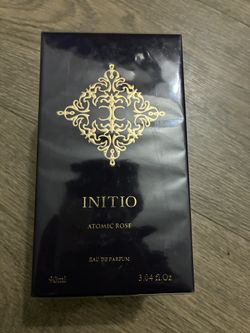 INITIO
ATOMIC ROSE
EAU DE PARFUM
90ml 3.04 fl.Oz